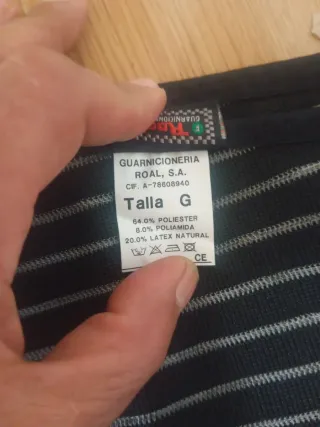 GUARNICIONERIA
ROAL, S.A.
CIF. A-78608940
Talla G
64.0% POLIESTER
8.0% POLIAMIDA
20.0% LATEX NATURAL
CE